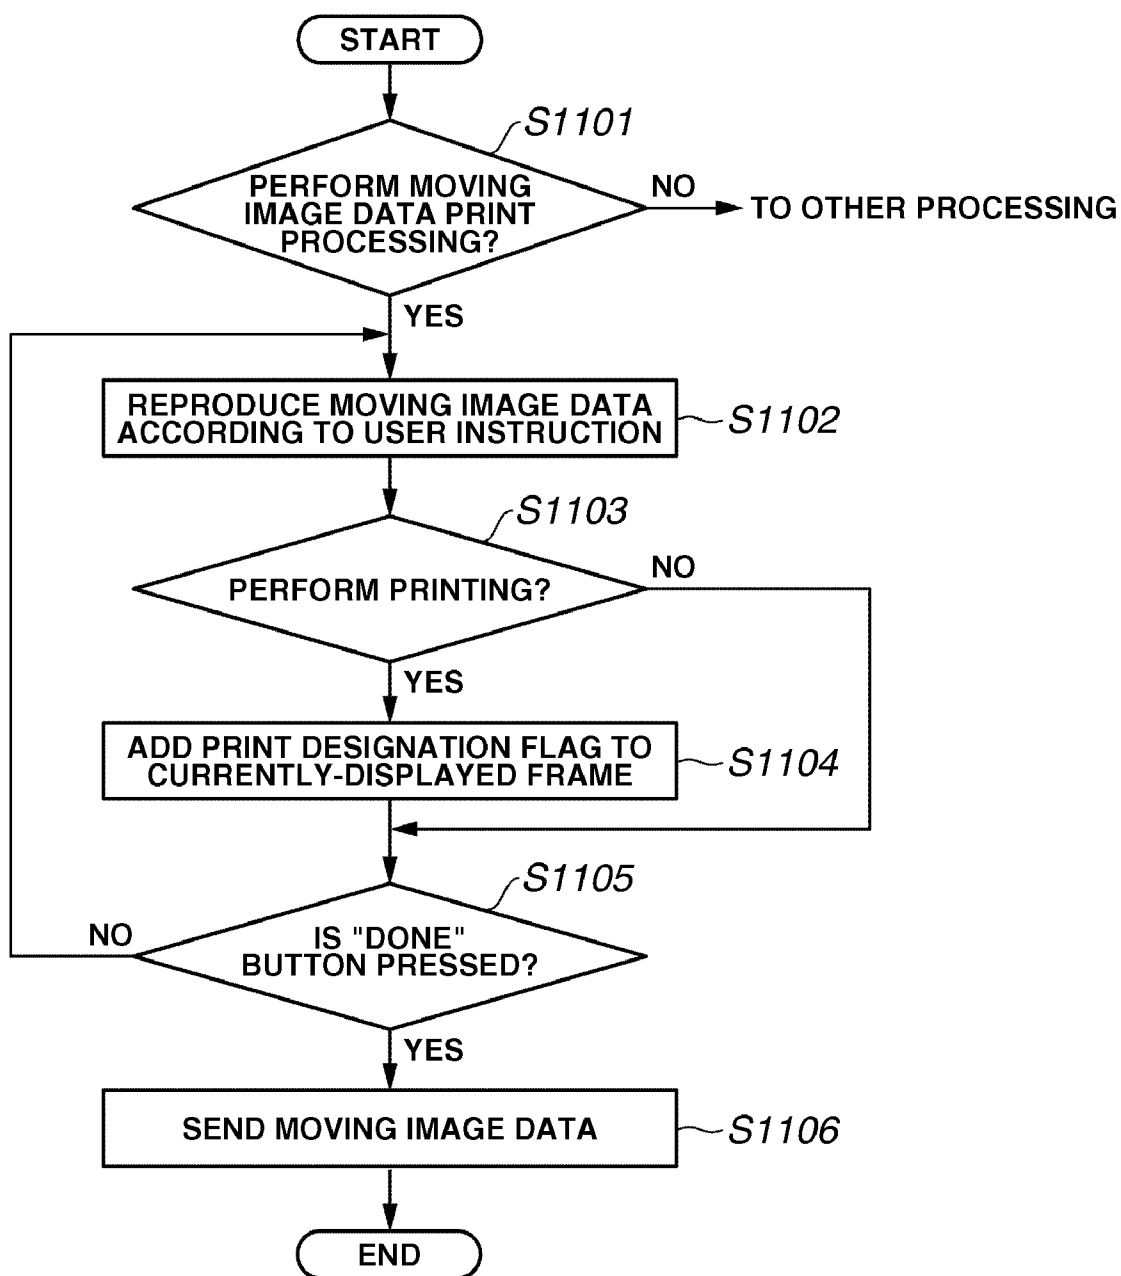 START
S1101
PERFORM MOVING
IMAGE DATA PRINT
PROCESSING?
NO
TO OTHER PROCESSING
YES
REPRODUCE MOVING IMAGE DATA
ACCORDING TO USER INSTRUCTION
S1102
S1103
PERFORM PRINTING?
NO
YES
ADD PRINT DESIGNATION FLAG TO
CURRENTLY-DISPLAYED FRAME
S1104
S1105
NO
IS "DONE"
BUTTON PRESSED?
YES
SEND MOVING IMAGE DATA
S1106
END